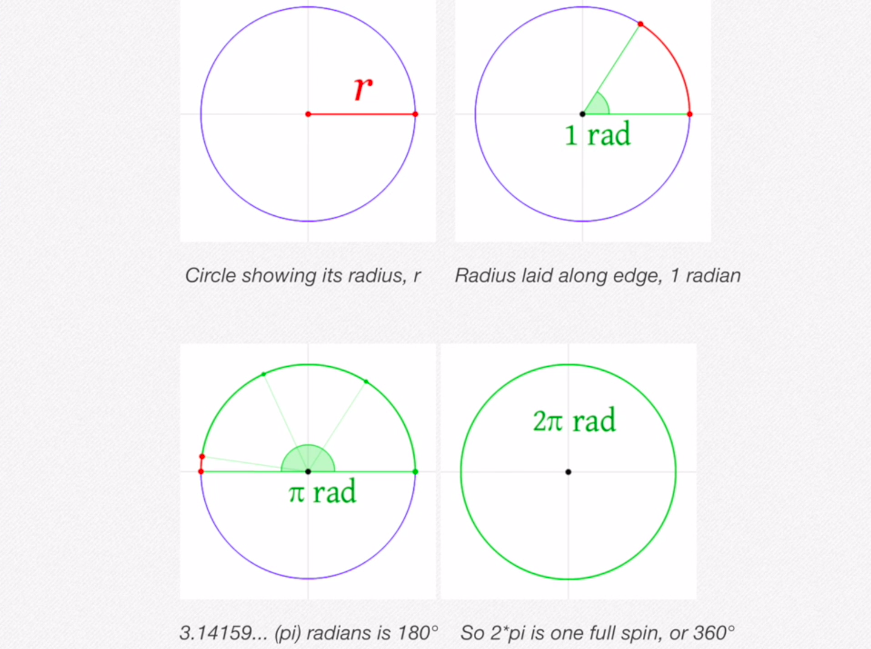 r
1 rad
Circle showing its radius, r
Radius laid along edge, 1 radian
π rad
2π rad
3.14159... (pi) radians is 180°
So 2*pi is one full spin, or 360°